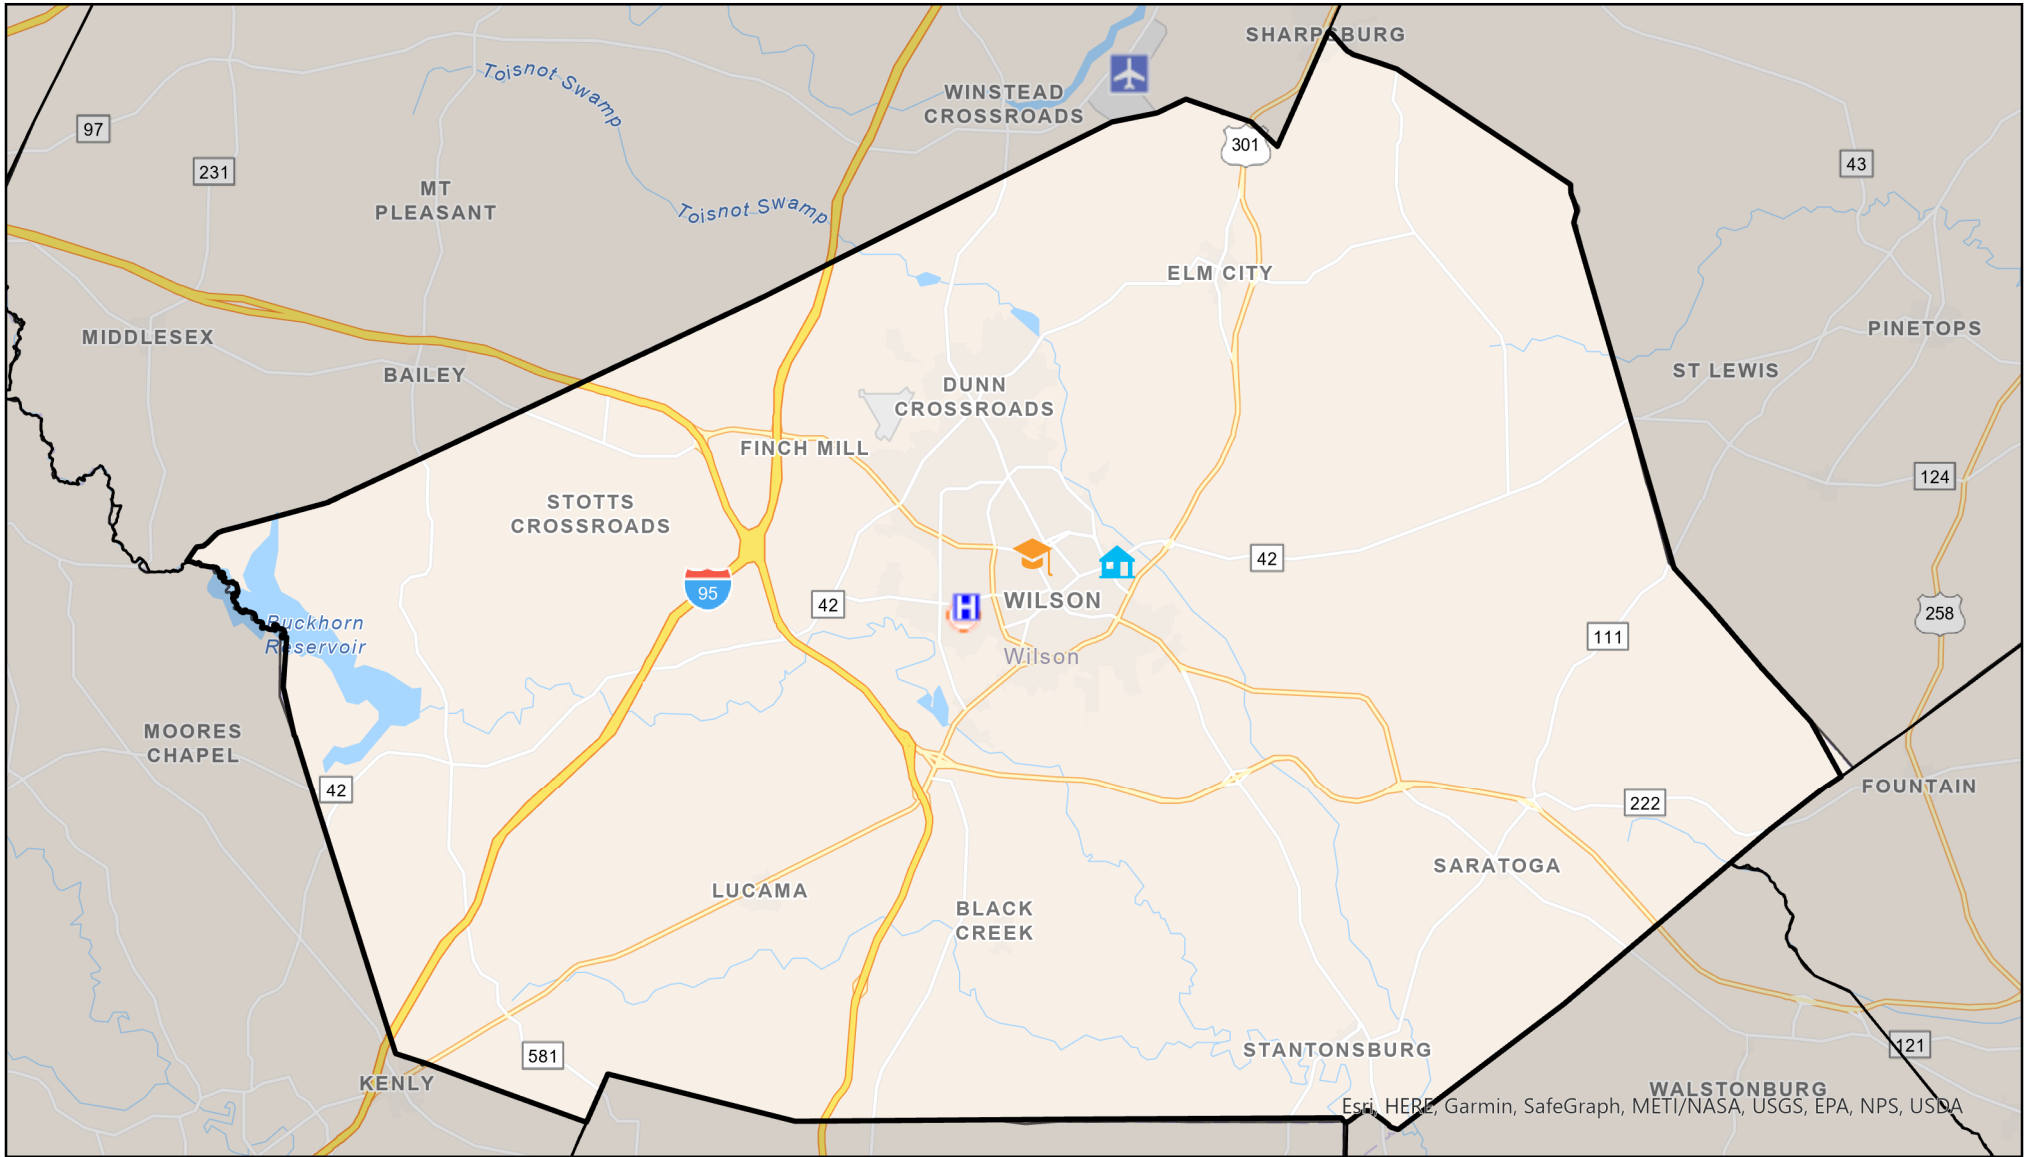 SHARPSBURG
Toisnot Swamp
WINSTEAD
CROSSROADS
97
301
231
43
MT
PLEASANT
Toisnot Swamp
ELM CITY
MIDDLESEX
PINETOPS
BAILEY
ST LEWIS
DUNN
CROSSROADS
FINCH MILL
124
STOTTS
CROSSROADS
42
95
42
H
WILSON
258
Buckhorn
Reservoir
111
Wilson
MOORES
CHAPEL
42
FOUNTAIN
222
SARATOGA
LUCAMA
BLACK
CREEK
581
STANTONSBURG
121
KENLY
WALSTONBURG
Esri, HERE, Garmin, SafeGraph, METI/NASA, USGS, EPA, NPS, USDA